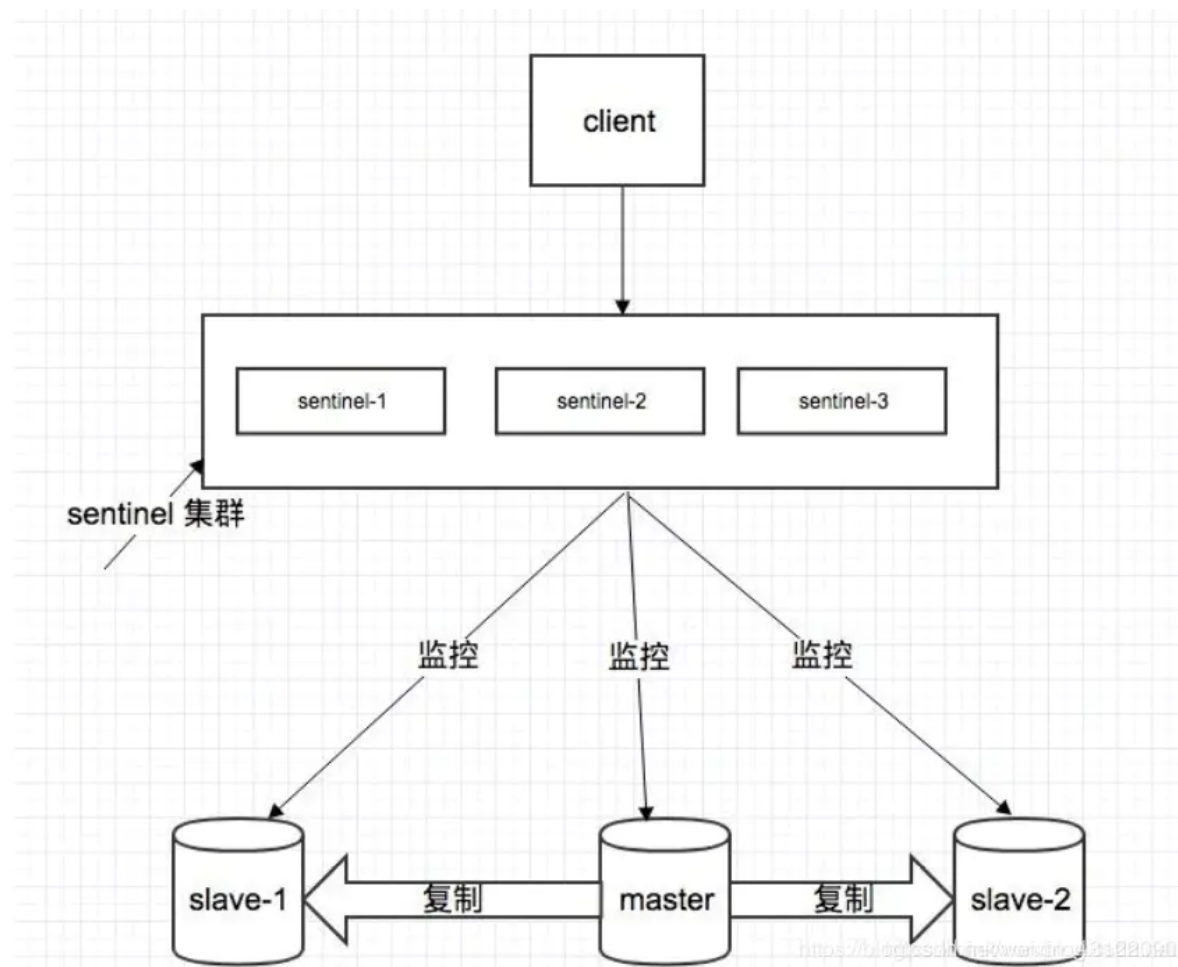 client
sentinel-1
sentinel-2
sentinel-3
sentinel 集群
监控
监控
监控
slave-1
复制
master
复制
slave-2